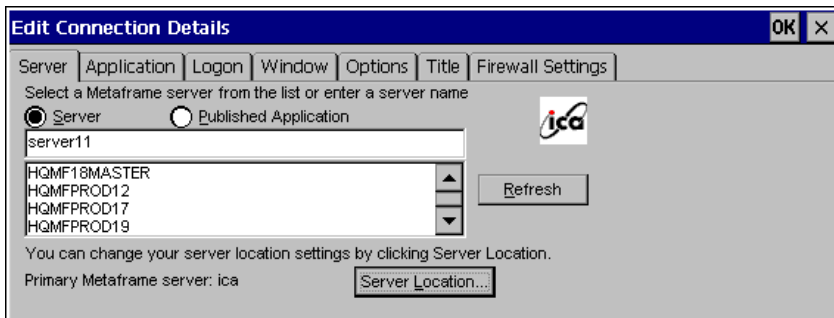 Edit Connection Details OK ×
Server Application Logon Window Options Title Firewall Settings
Select a Metaframe server from the list or enter a server name
Server Published Application
ica
server11
HQMF18MASTER
HQMFPROD12
HQMFPROD17
HQMFPROD19
Refresh
You can change your server location settings by clicking Server Location.
Primary Metaframe server: ica Server Location...